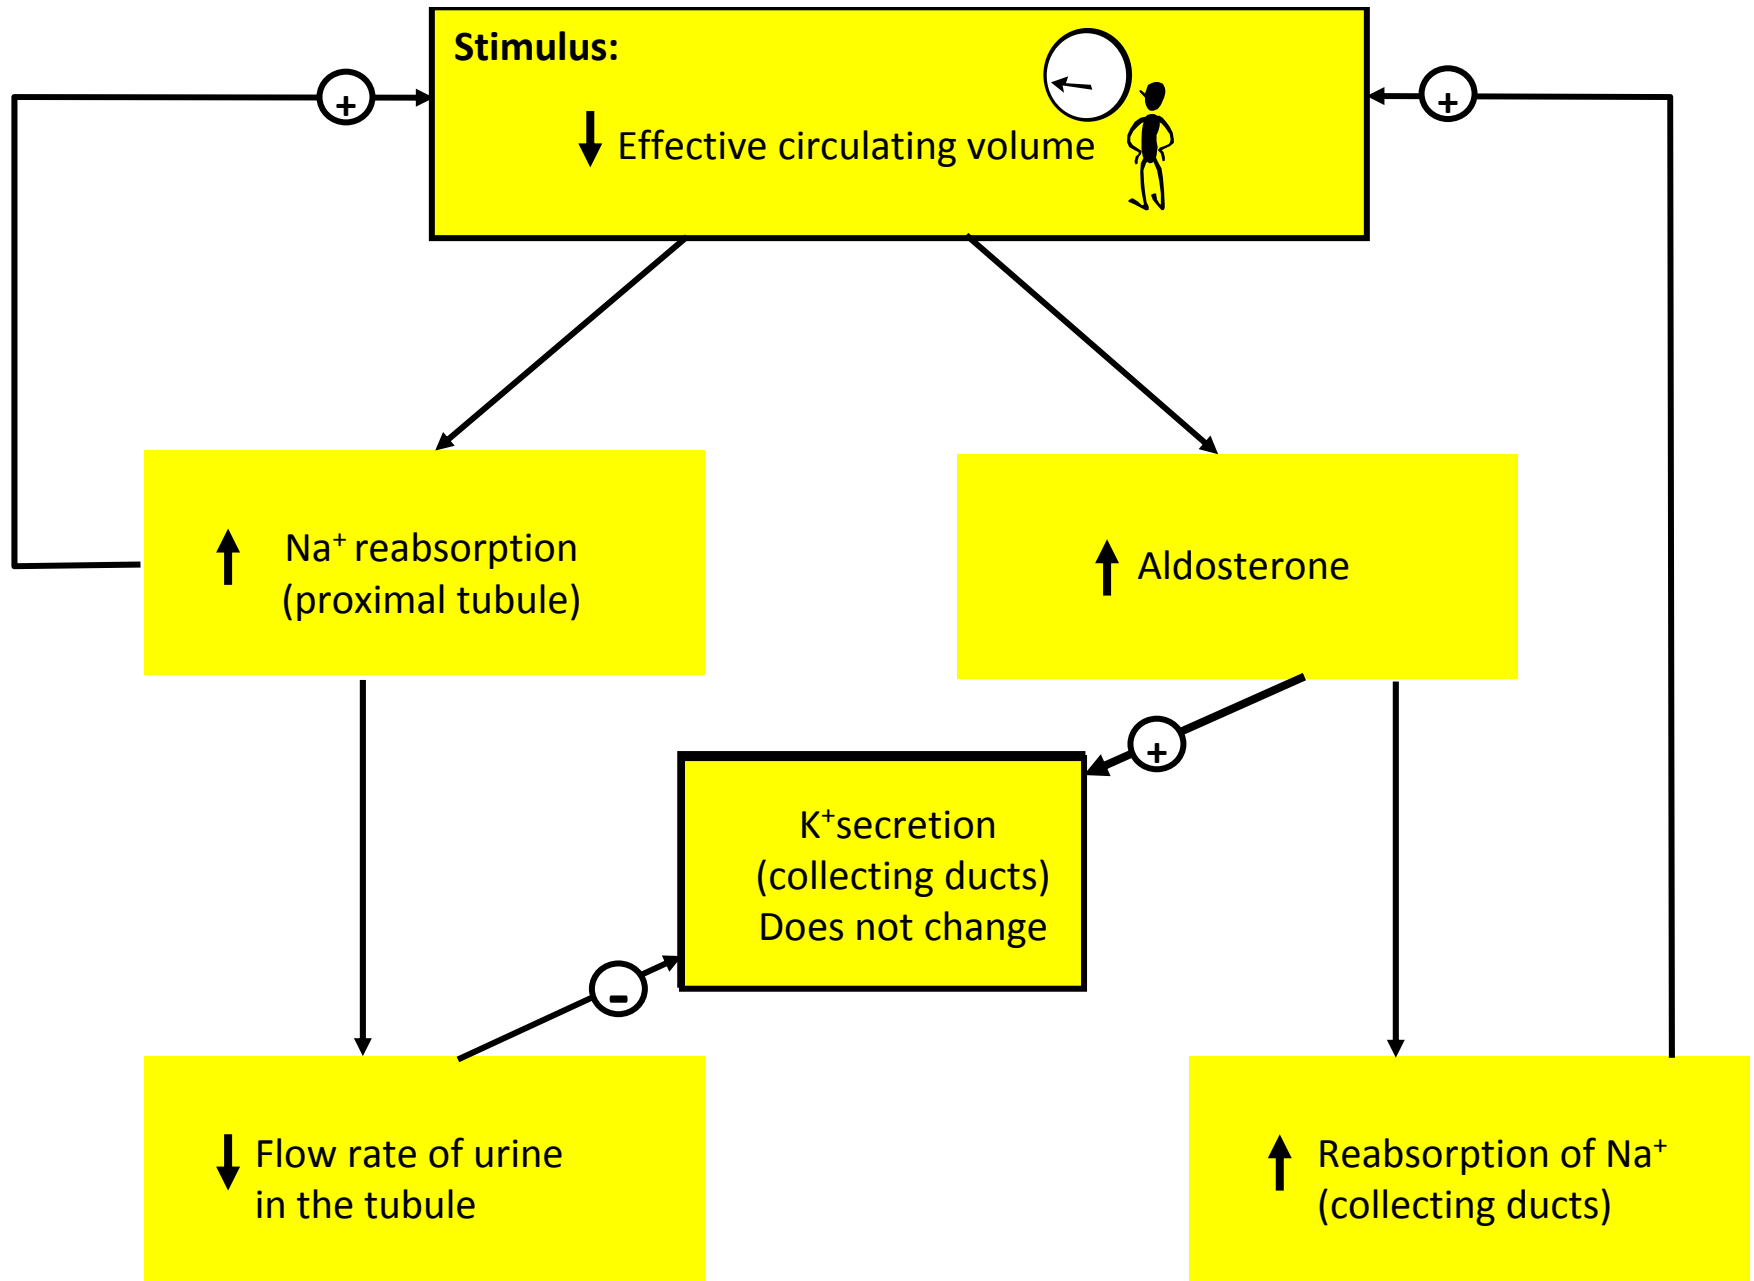 Stimulus:
+
+
↓ Effective circulating volume
↑ Na⁺ reabsorption
(proximal tubule)
↑ Aldosterone
+
K⁺secretion
(collecting ducts)
Does not change
-
↓ Flow rate of urine
in the tubule
↑ Reabsorption of Na⁺
(collecting ducts)